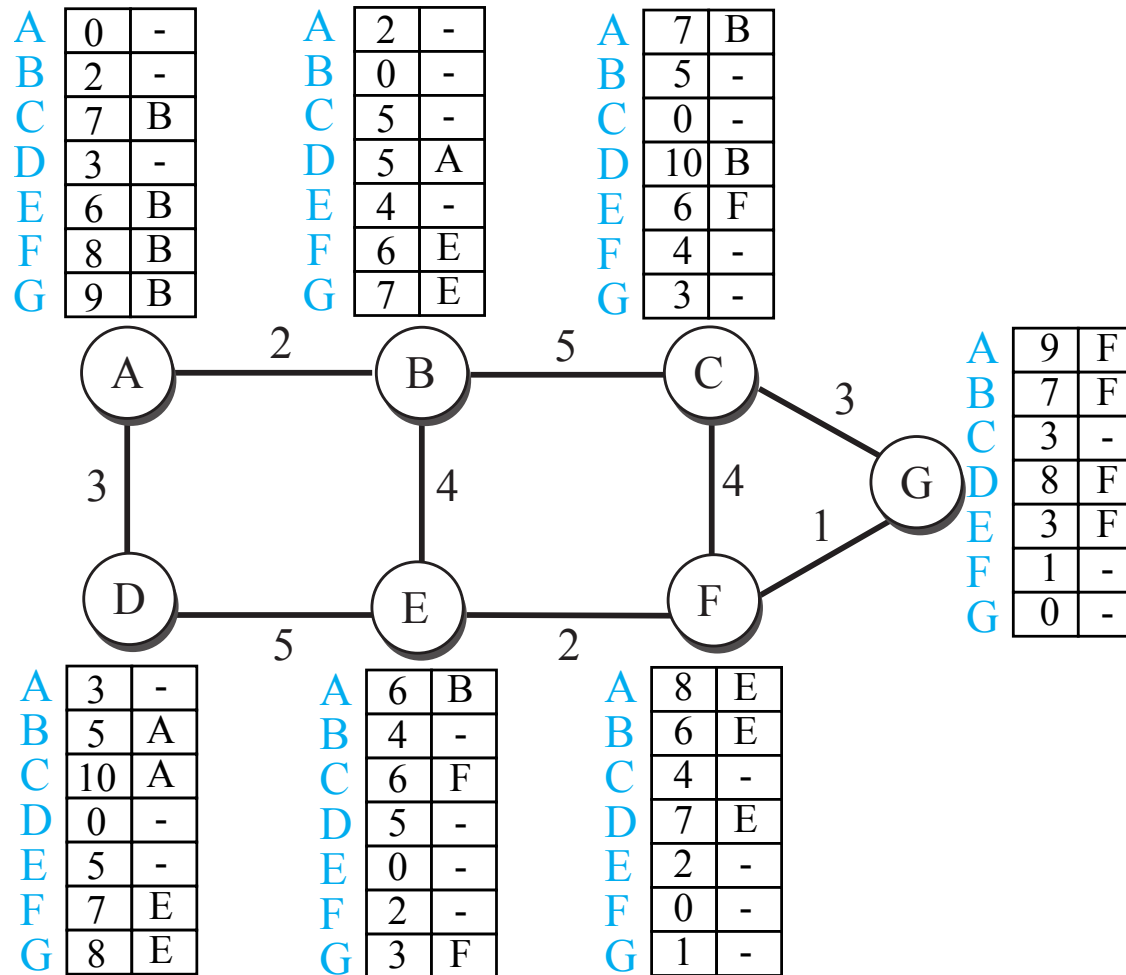 A 0 -
B 2 -
C 7 B
D 3 -
E 6 B
F 8 B
G 9 B
A 2 -
B 0 -
C 5 -
D 5 A
E 4 -
F 6 E
G 7 E
A 7 B
B 5 -
C 0 -
D 10 B
E 6 F
F 4 -
G 3 -
A 2 B 5 C
3
3 4 4 G
1
D E F
5 2
A 9 F
B 7 F
C 3 -
D 8 F
E 3 F
F 1 -
G 0 -
A 3 -
B 5 A
C 10 A
D 0 -
E 5 -
F 7 E
G 8 E
A 6 B
B 4 -
C 6 F
D 5 -
E 0 -
F 2 -
G 3 F
A 8 E
B 6 E
C 4 -
D 7 E
E 2 -
F 0 -
G 1 -